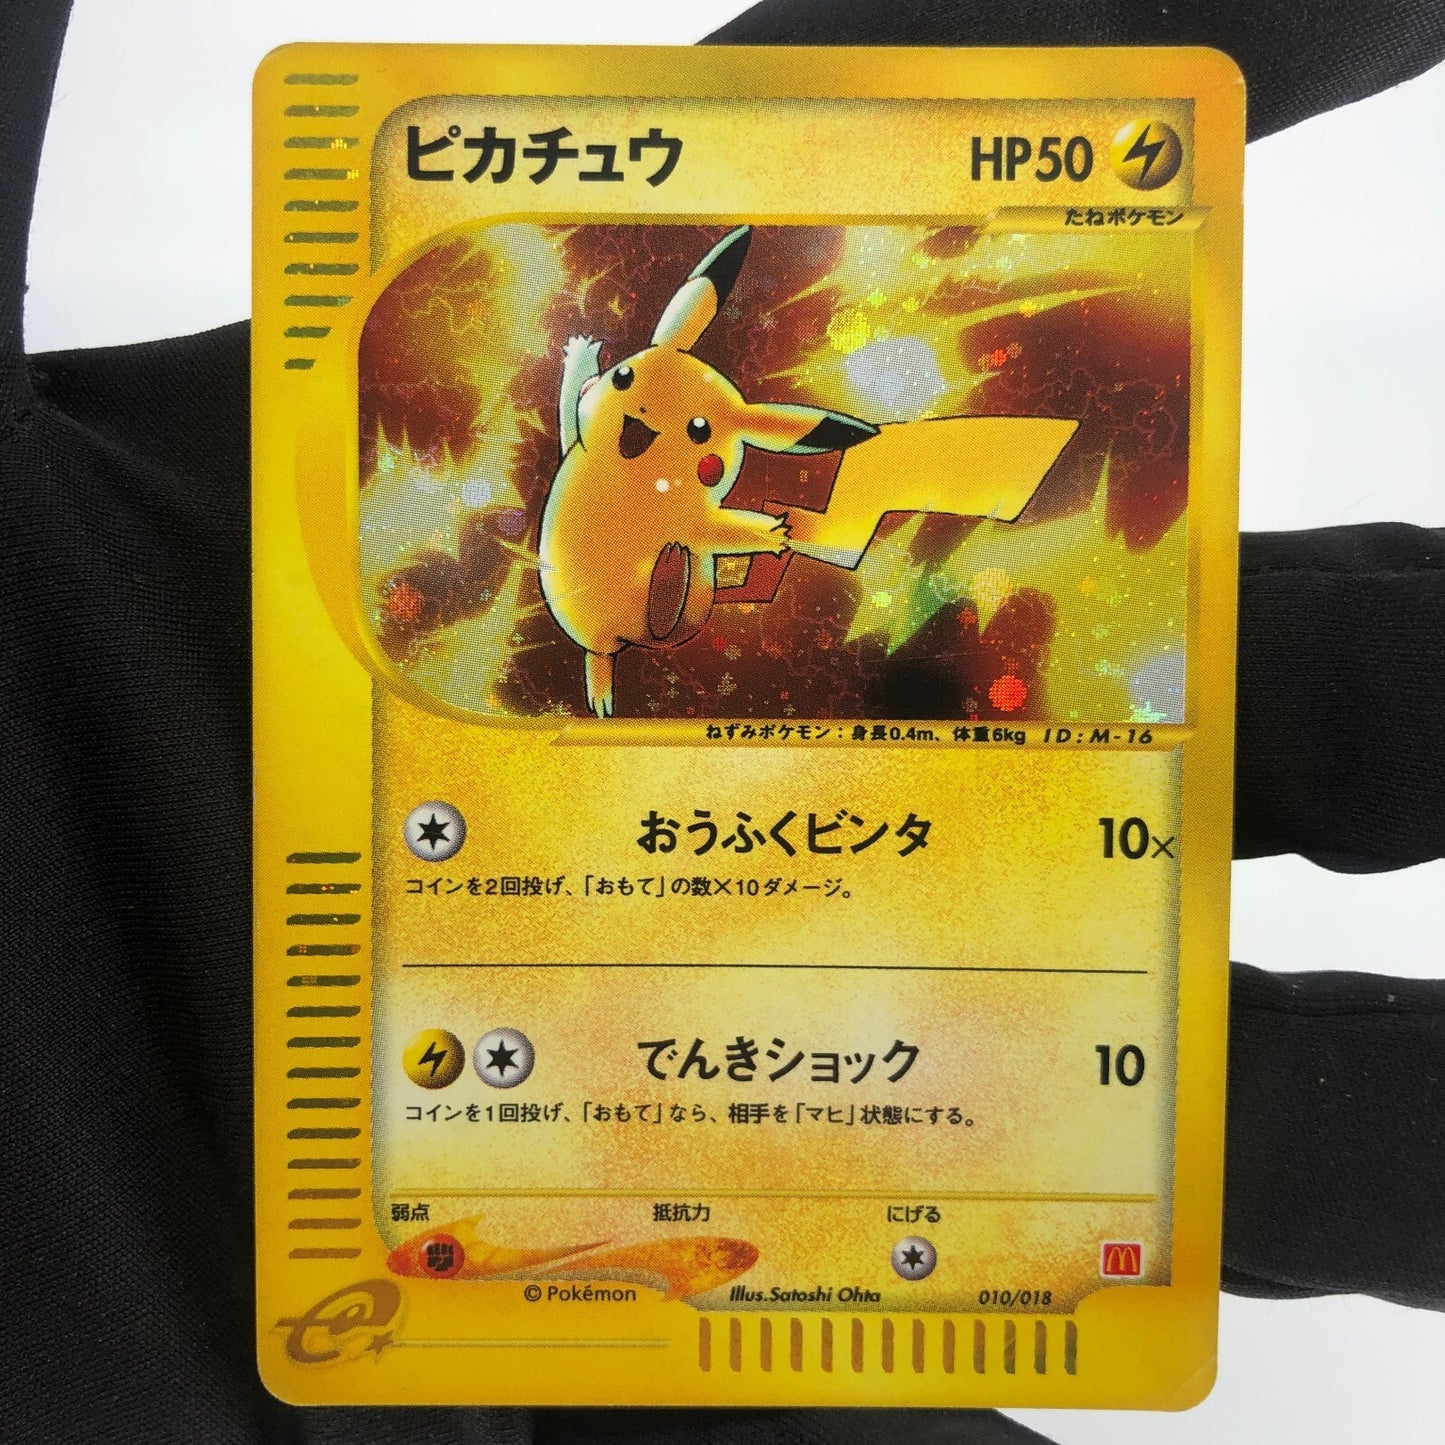 ピカチュウ
HP50
たねポケモン
ねずみポケモン：身長0.4m、体重6kg ID:M-16
おうふくビンタ 10×
コインを2回投げ、「おもて」の数×10ダメージ。
でんきショック 10
コインを1回投げ、「おもて」なら、相手を「マヒ」状態にする。
弱点 抵抗力 にげる
©Pokémon Illus.Satoshi Ohta 010/018
e
M